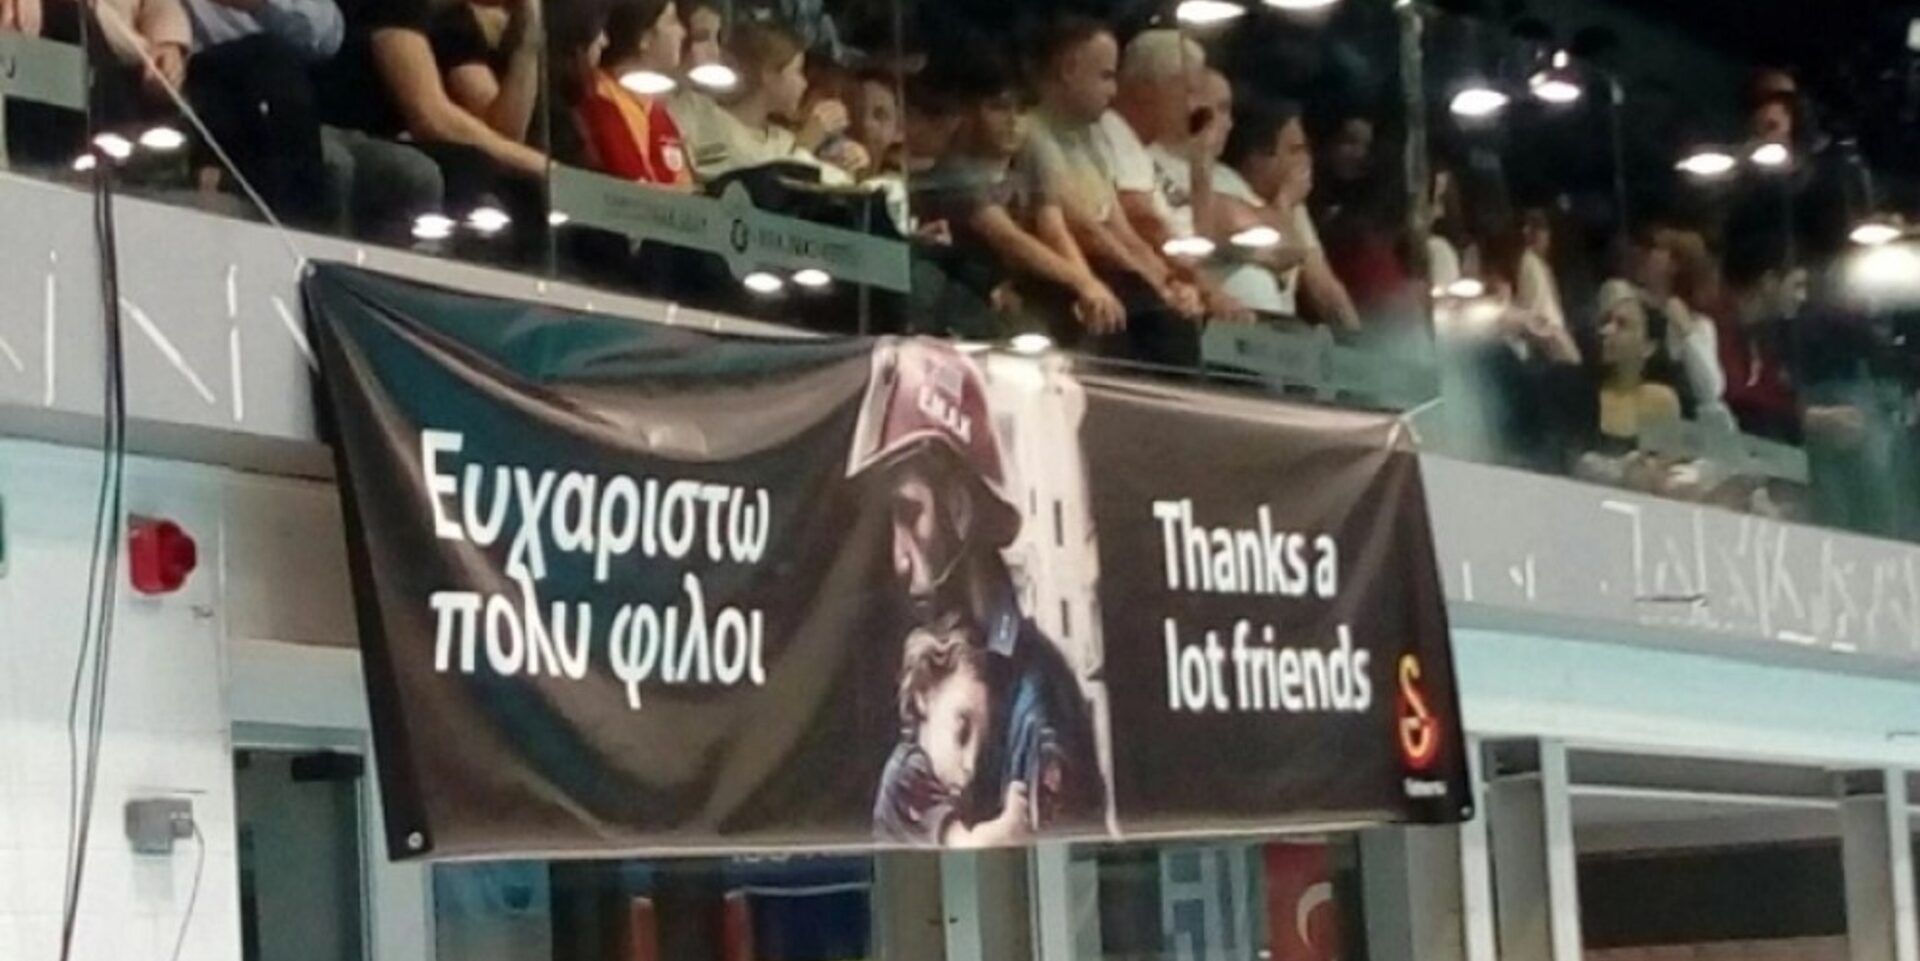 Ευχαριστω
πολυ φιλοι
Ε.Μ.Α.Κ
Thanks a
lot friends